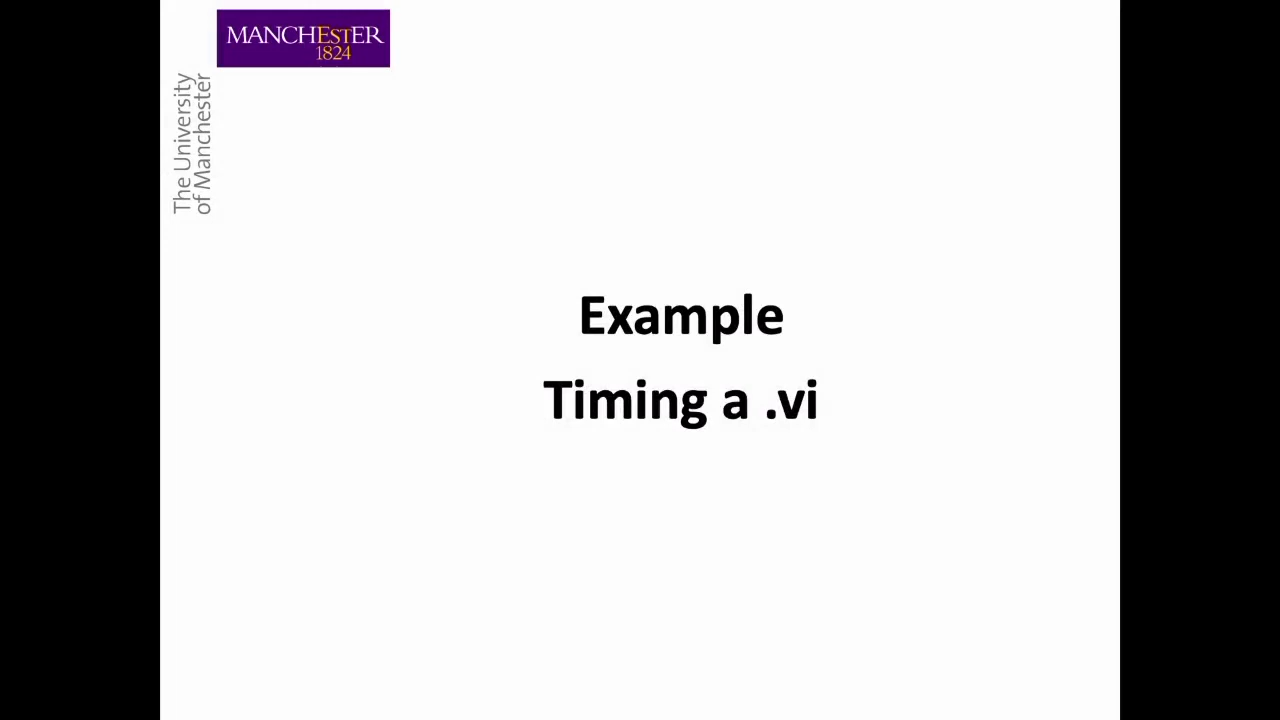 MANCHESTER
1824
The University
of Manchester
Example
Timing a .vi